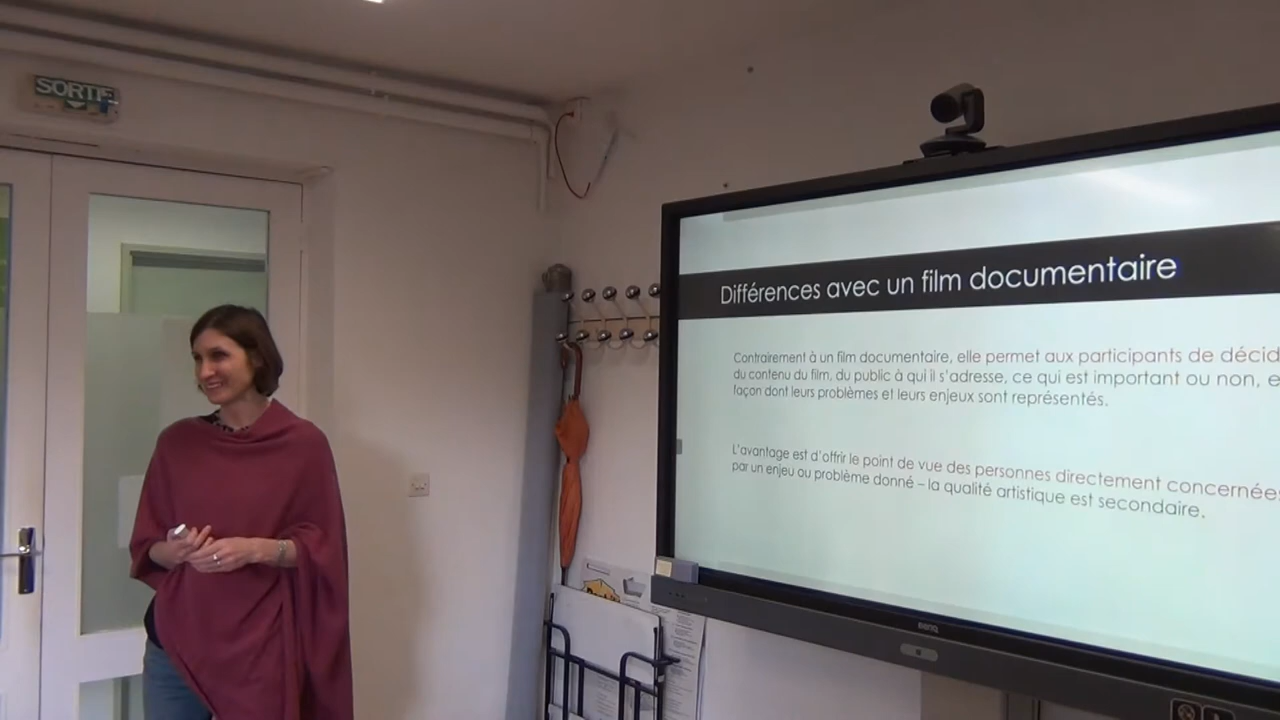 SORTIE
Différences avec un film documentaire
Contrairement à un film documentaire, elle permet aux participants de décid
du contenu du film, du public à qui il s'adresse, ce qui est important ou non, e
façon dont leurs problèmes et leurs enjeux sont représentés.
L'avantage est d'offrir le point de vue des personnes directement concernées
par un enjeu ou problème donné – la qualité artistique est secondaire.
BenQ